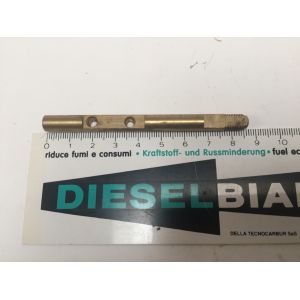 0 1 2 3 4 5 6 7 8 9 10
riduce fumi e consumi • Kraftstoff- und Russminderung • fuel ec
DIESELBIA
DELLA TECNOCARBUR SaS